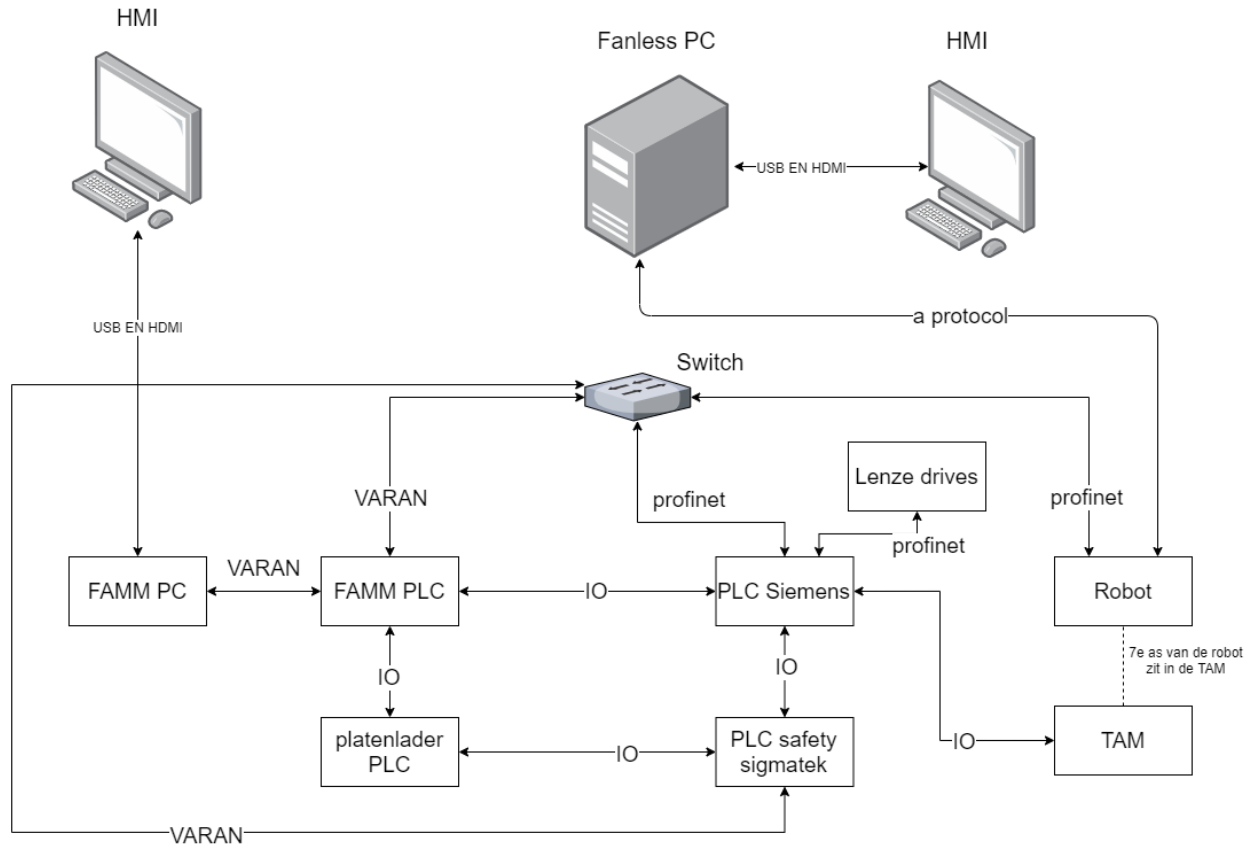 HMI
Fanless PC
HMI
USB EN HDMI
USB EN HDMI
a protocol
Switch
Lenze drives
VARAN
profinet
profinet
profinet
VARAN
FAMM PC
FAMM PLC
IO
PLC Siemens
Robot
IO
IO
7e as van de robot
zit in de TAM
platenlader
PLC
IO
PLC safety
sigmatek
IO
TAM
VARAN